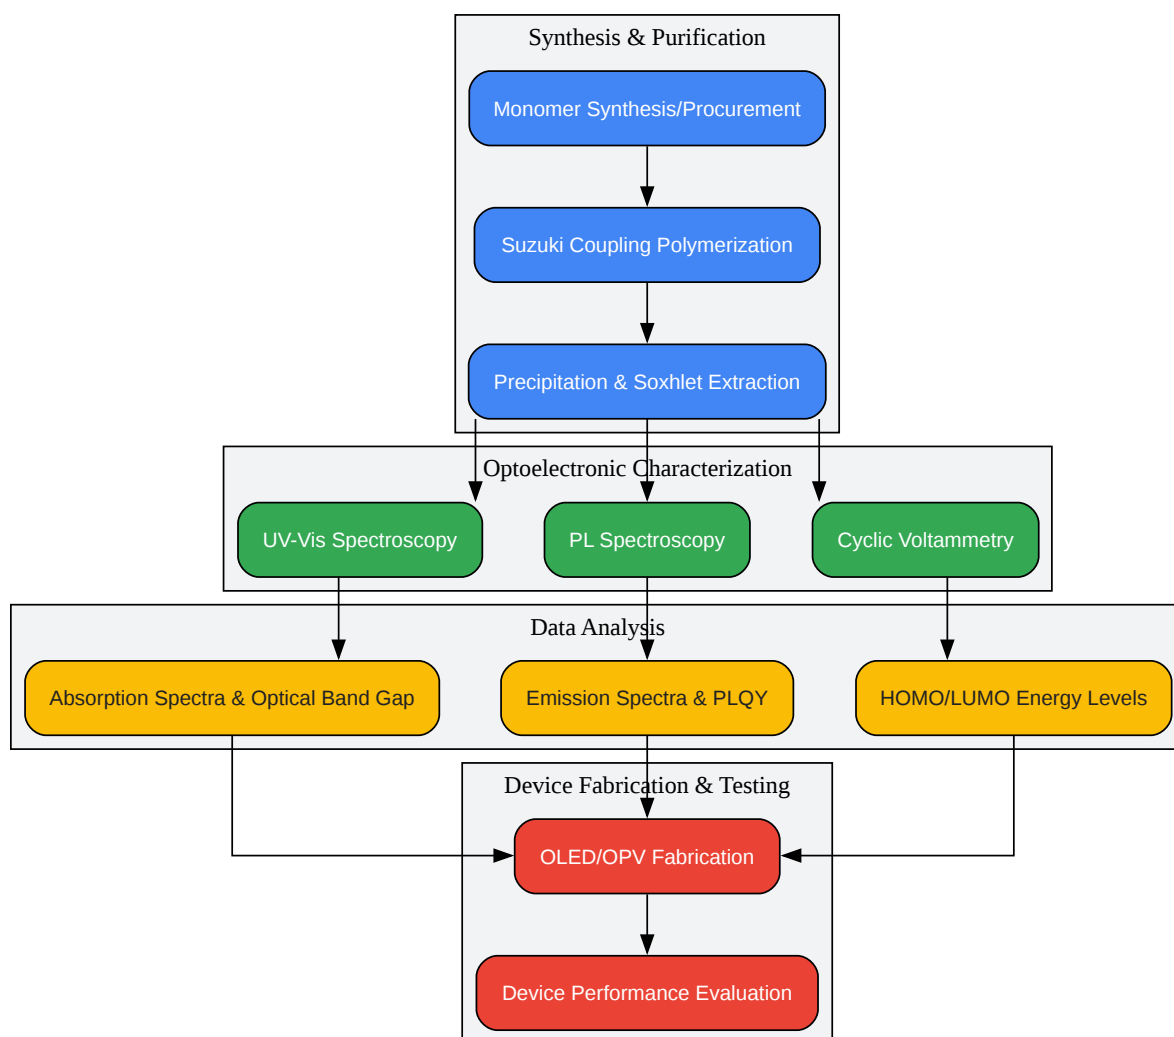 Synthesis & Purification
Monomer Synthesis/Procurement
Suzuki Coupling Polymerization
Precipitation & Soxhlet Extraction
Optoelectronic Characterization
UV-Vis Spectroscopy
PL Spectroscopy
Cyclic Voltammetry
Data Analysis
Absorption Spectra & Optical Band Gap
Emission Spectra & PLQY
HOMO/LUMO Energy Levels
Device Fabrication & Testing
OLED/OPV Fabrication
Device Performance Evaluation